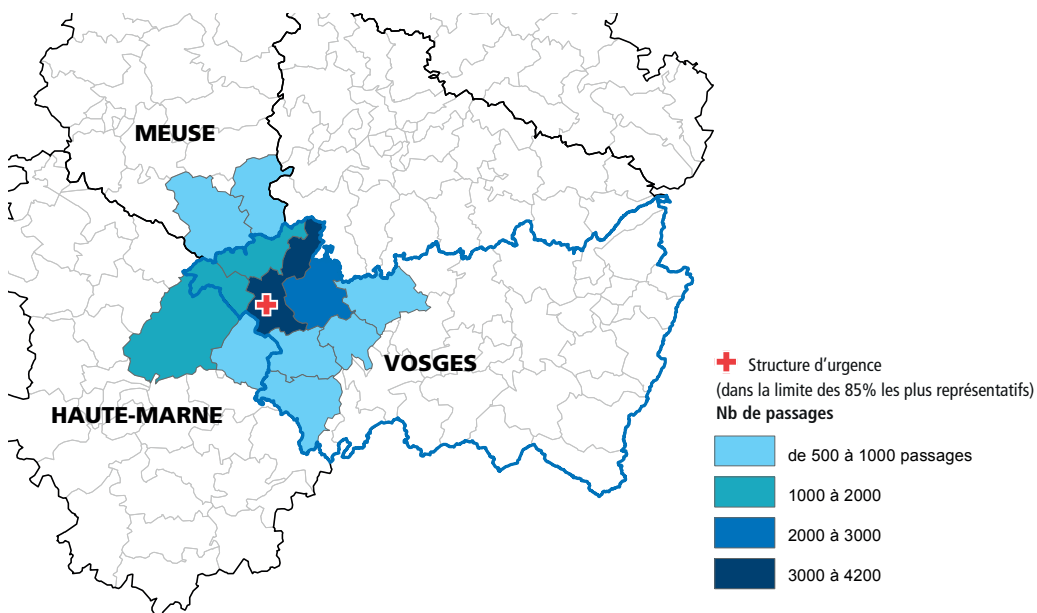 MEUSE
VOSGES
HAUTE-MARNE
Structure d'urgence
(dans la limite des 85% les plus représentatifs)
Nb de passages
de 500 à 1000 passages
1000 à 2000
2000 à 3000
3000 à 4200